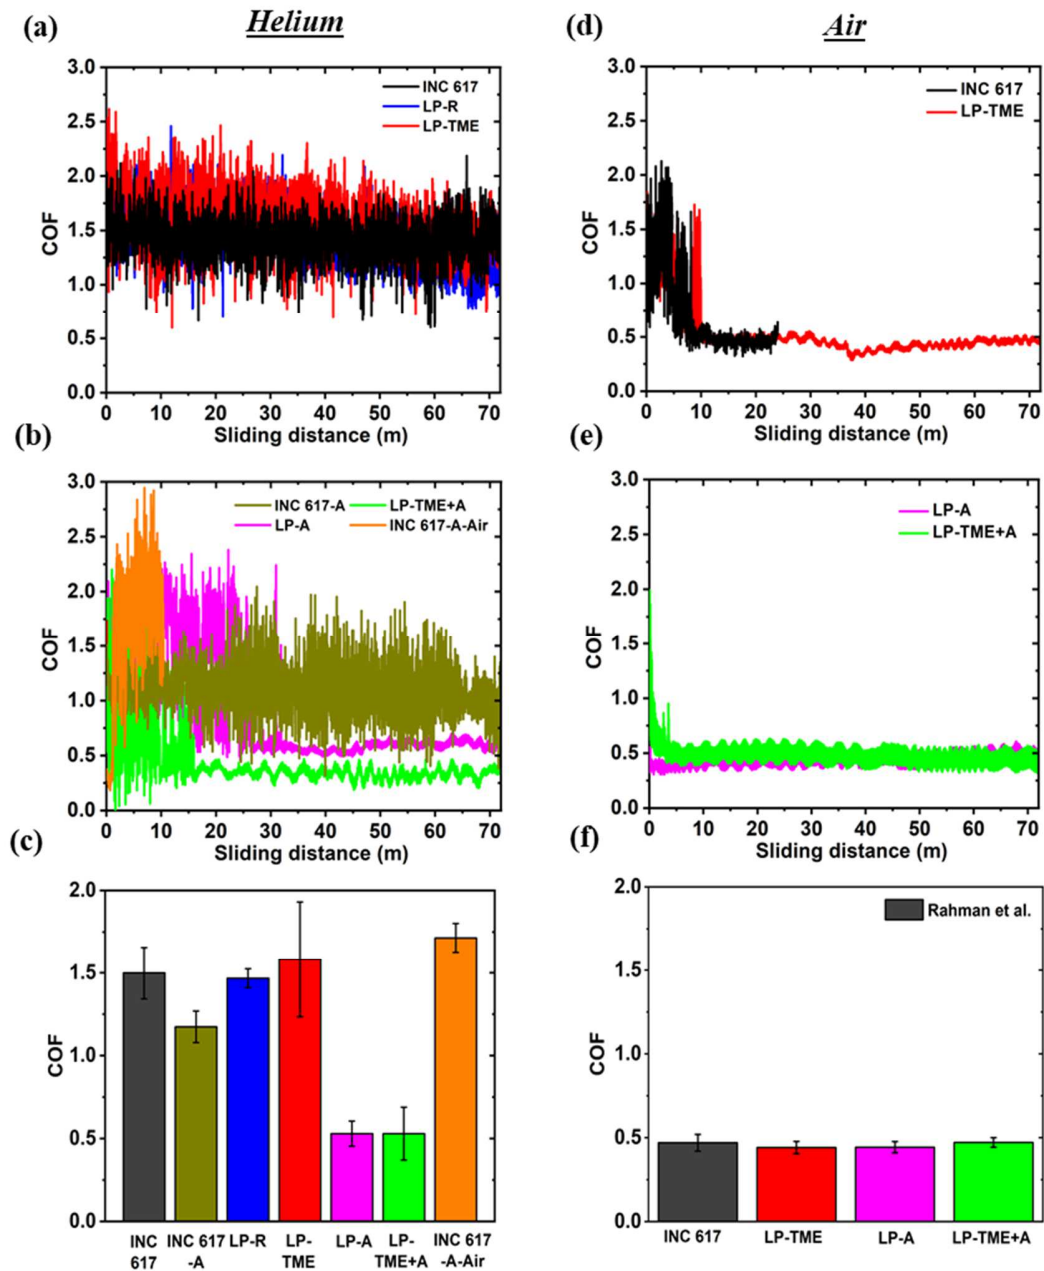 (a)
Helium
3.0
2.5
2.0
1.5
1.0
0.5
0.0
COF
INC 617
LP-R
LP-TME
0 10 20 30 40 50 60 70
Sliding distance (m)
(d)
Air
3.0
2.5
2.0
1.5
1.0
0.5
0.0
COF
INC 617
LP-TME
0 10 20 30 40 50 60 70
Sliding distance (m)
(b)
3.0
2.5
2.0
1.5
1.0
0.5
0.0
COF
INC 617-A LP-TME+A
LP-A INC 617-A-Air
0 10 20 30 40 50 60 70
Sliding distance (m)
(e)
3.0
2.5
2.0
1.5
1.0
0.5
0.0
COF
LP-A
LP-TME+A
0 10 20 30 40 50 60 70
Sliding distance (m)
(c)
2.0
1.5
1.0
0.5
0.0
COF
INC 617 LP-R LP- LP-A LP- INC 617
INC
617 -A TME TME+A -A-Air
(f)
2.0
1.5
1.0
0.5
0.0
COF
Rahman et al.
INC 617 LP-TME LP-A LP-TME+A